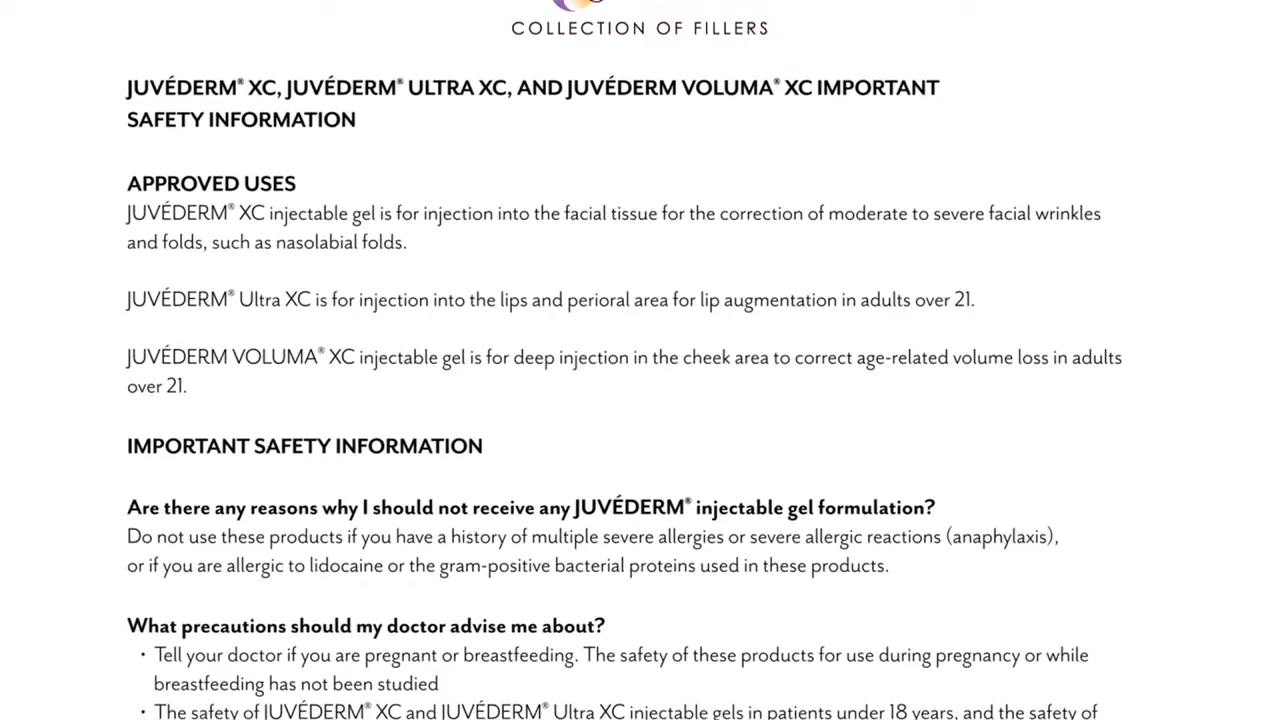 COLLECTION OF FILLERS
JUVÉDERM® XC, JUVÉDERM® ULTRA XC, AND JUVÉDERM VOLUMA® XC IMPORTANT
SAFETY INFORMATION
APPROVED USES
JUVÉDERM® XC injectable gel is for injection into the facial tissue for the correction of moderate to severe facial wrinkles
and folds, such as nasolabial folds.
JUVÉDERM® Ultra XC is for injection into the lips and perioral area for lip augmentation in adults over 21.
JUVÉDERM VOLUMA® XC injectable gel is for deep injection in the cheek area to correct age-related volume loss in adults
over 21.
IMPORTANT SAFETY INFORMATION
Are there any reasons why I should not receive any JUVÉDERM® injectable gel formulation?
Do not use these products if you have a history of multiple severe allergies or severe allergic reactions (anaphylaxis),
or if you are allergic to lidocaine or the gram-positive bacterial proteins used in these products.
What precautions should my doctor advise me about?
• Tell your doctor if you are pregnant or breastfeeding. The safety of these products for use during pregnancy or while
breastfeeding has not been studied
• The safety of JUVÉDERM® XC and JUVÉDERM® Ultra XC injectable gels in patients under 18 years, and the safety of